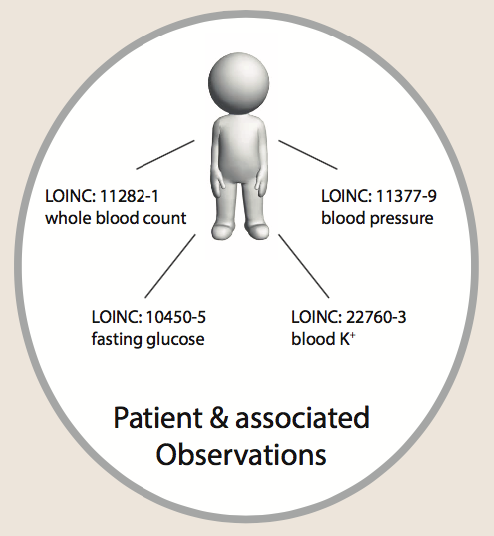 LOINC: 11282-1
whole blood count
LOINC: 11377-9
blood pressure
LOINC: 10450-5
fasting glucose
LOINC: 22760-3
blood K⁺
Patient & associated
Observations